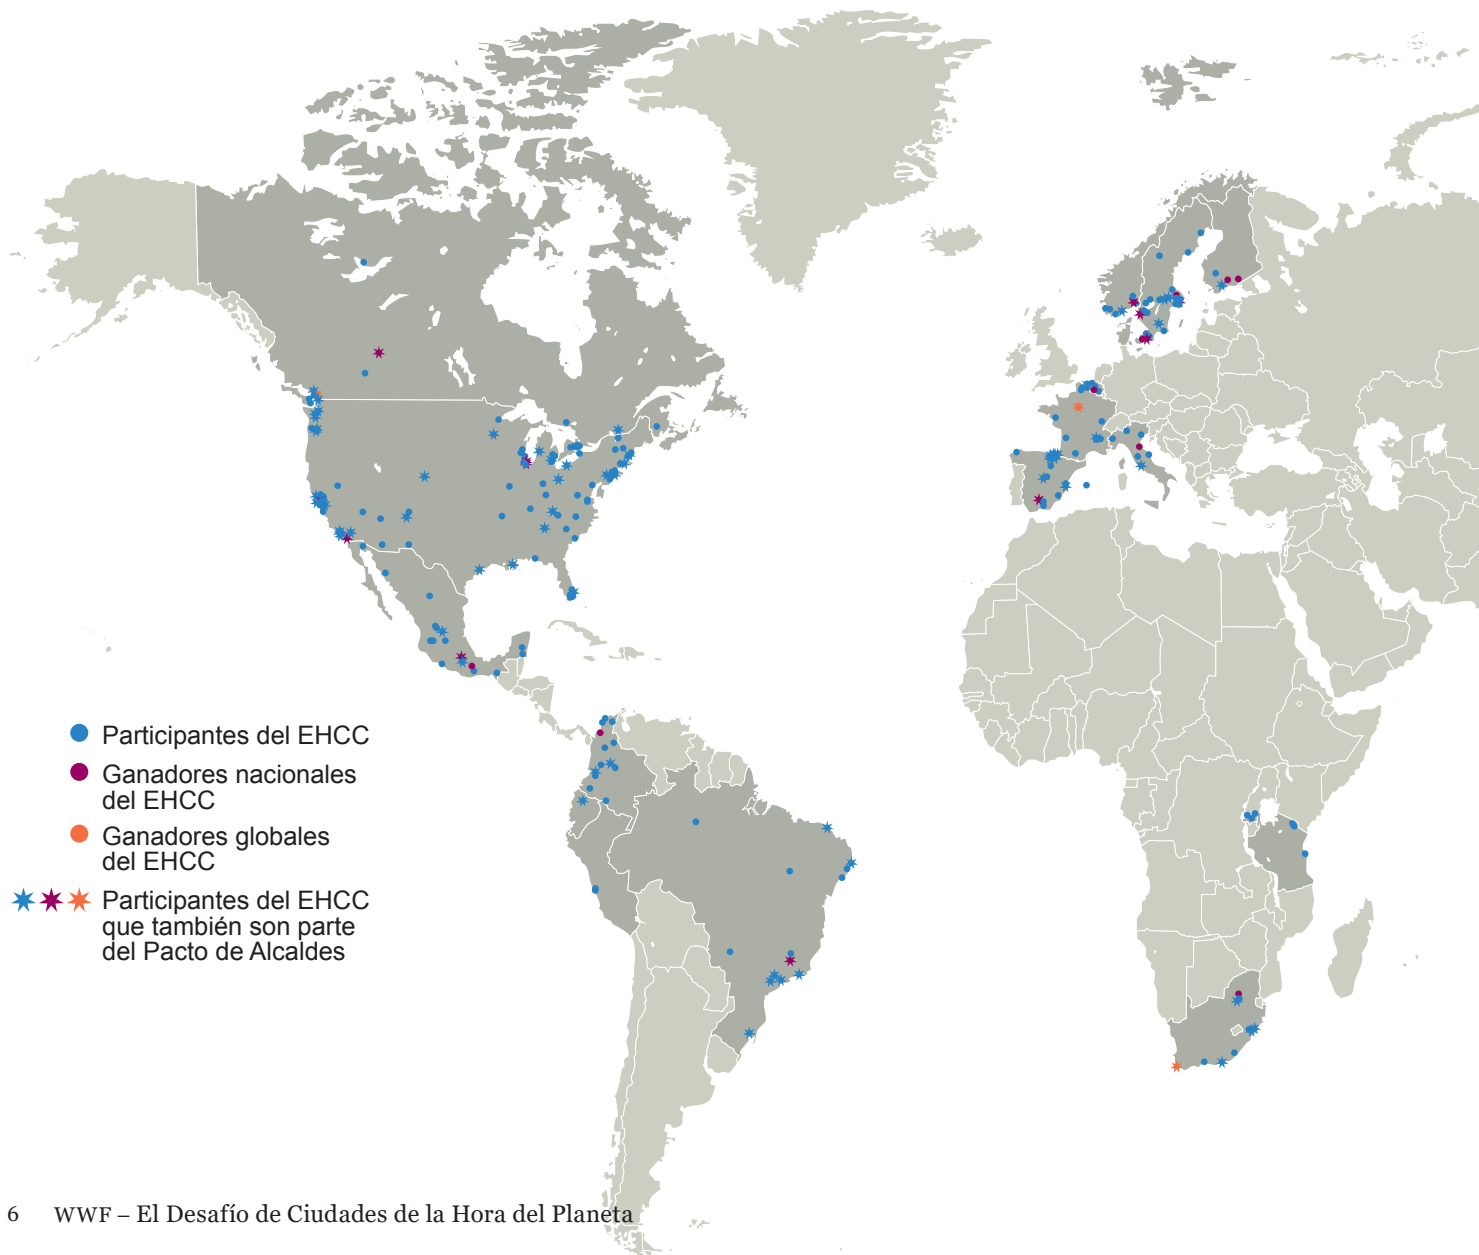 Participantes del EHCC
Ganadores nacionales
del EHCC
Ganadores globales
del EHCC
Participantes del EHCC
que también son parte
del Pacto de Alcaldes
6 WWF – El Desafío de Ciudades de la Hora del Planeta